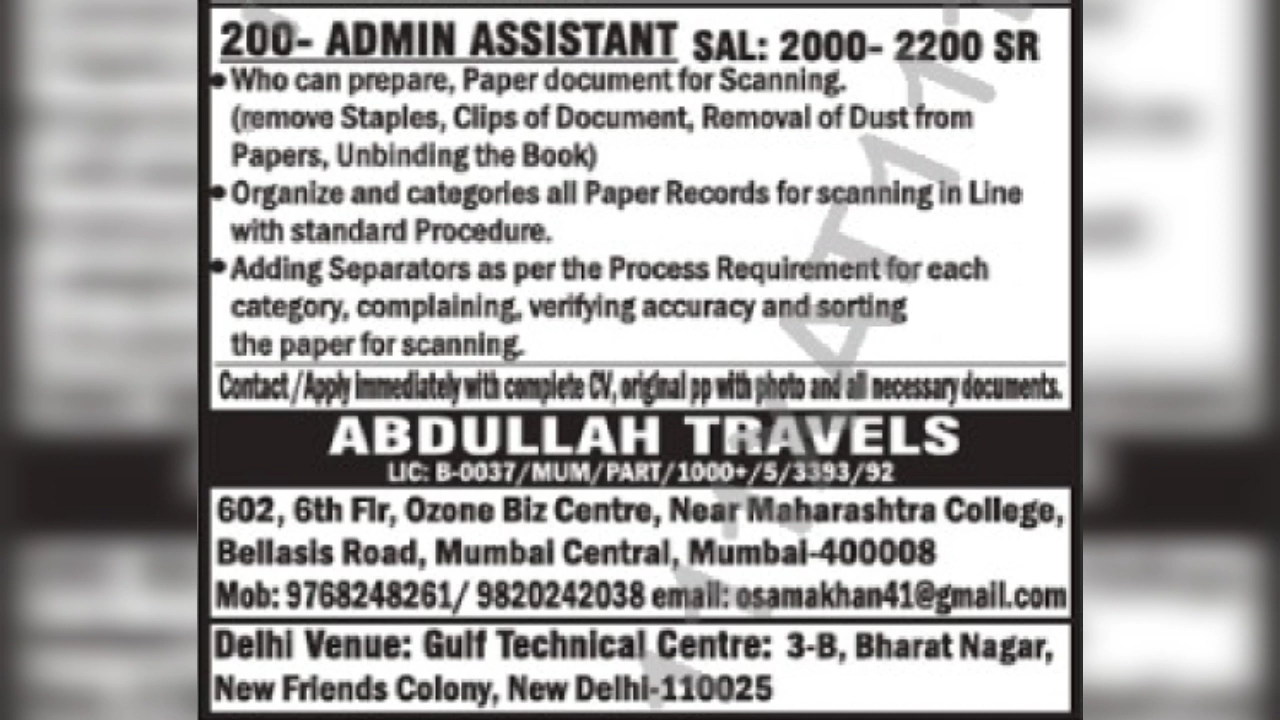 200- ADMIN ASSISTANT SAL: 2000- 2200 SR
• Who can prepare, Paper document for Scanning.
(remove Staples, Clips of Document, Removal of Dust from
Papers, Unbinding the Book)
• Organize and categories all Paper Records for scanning in Line
with standard Procedure.
• Adding Separators as per the Process Requirement for each
category, complaining, verifying accuracy and sorting
the paper for scanning.
Contact / Apply immediately with complete CV, original pp with photo and all necessary documents.
ABDULLAH TRAVELS
LIC: B-0037/MUM/PART/1000+/5/3393/92
602, 6th Flr, Ozone Biz Centre, Near Maharashtra College,
Bellasis Road, Mumbai Central, Mumbai-400008
Mob: 9768248261/ 9820242038 email: osamakhan41@gmail.com
Delhi Venue: Gulf Technical Centre: 3-B, Bharat Nagar,
New Friends Colony, New Delhi-110025